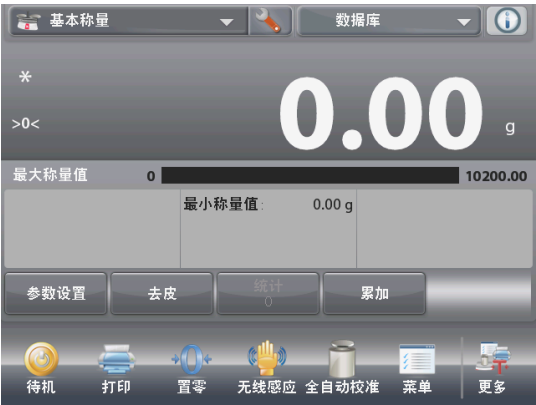 基本称量 数据库
*
>0< 0.00 g
最大称量值 0 10200.00
最小称量值: 0.00 g
参数设置 去皮 统计 累加
0
待机 打印 置零 无线感应 全自动校准 菜单 更多